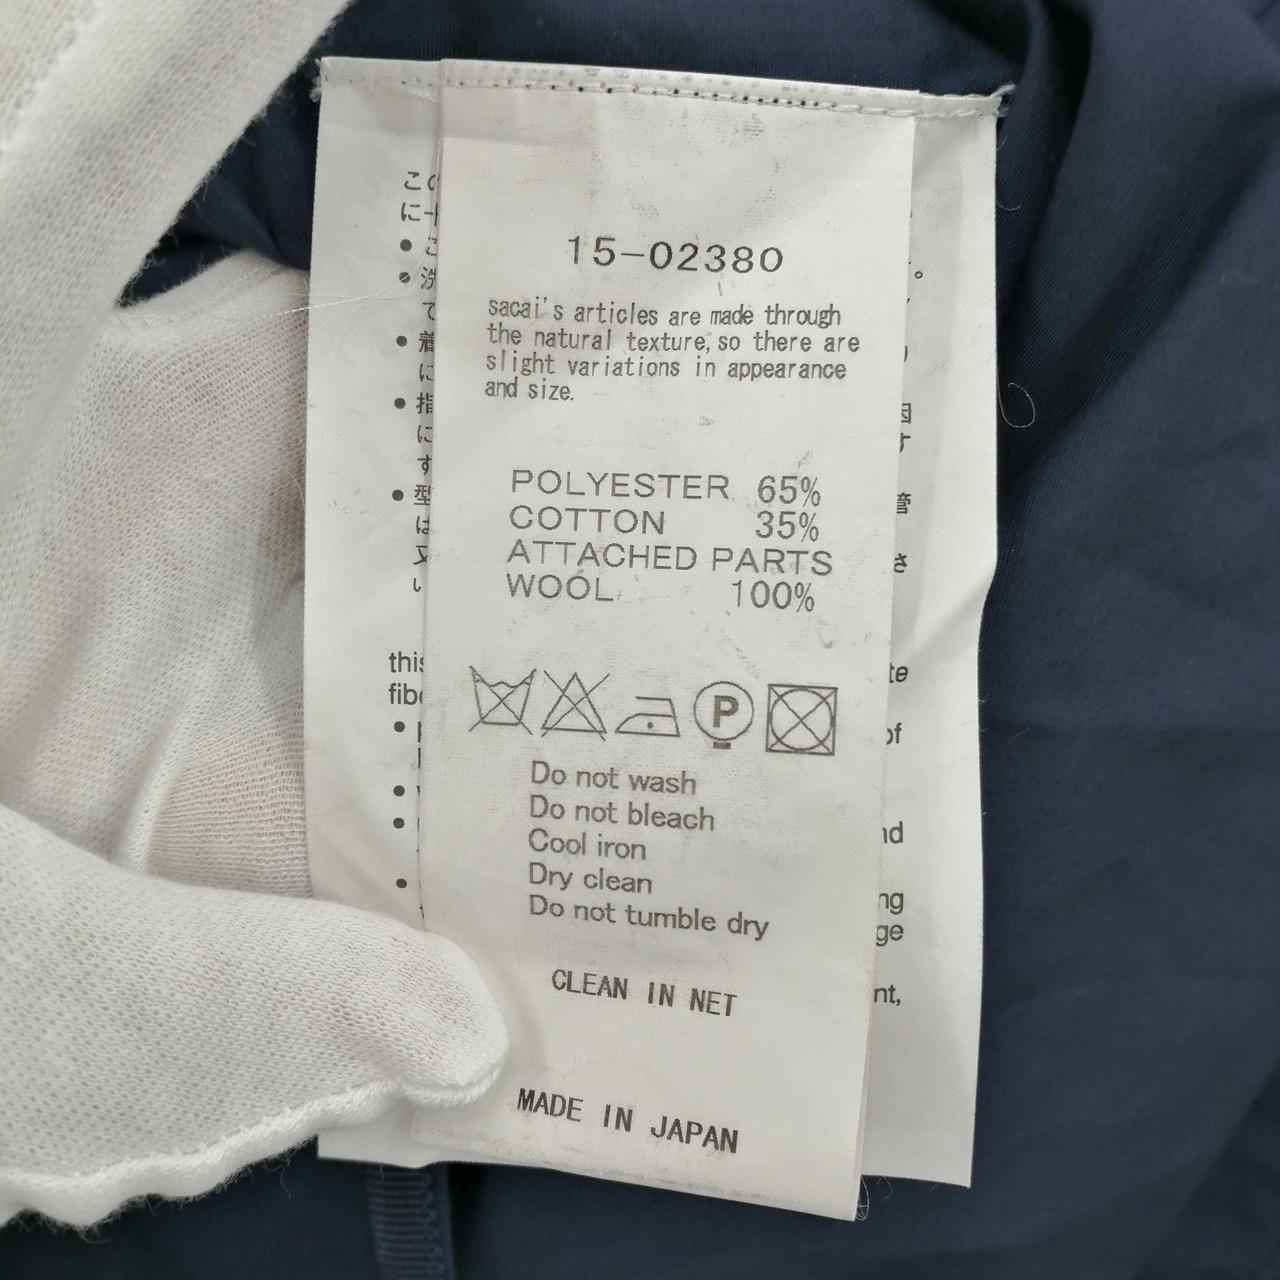 15-02380
sacai's articles are made through
the natural texture, so there are
slight variations in appearance
and size.
POLYESTER 65%
COTTON 35%
ATTACHED PARTS
WOOL 100%
P
Do not wash
Do not bleach
Cool iron
Dry clean
Do not tumble dry
CLEAN IN NET
MADE IN JAPAN